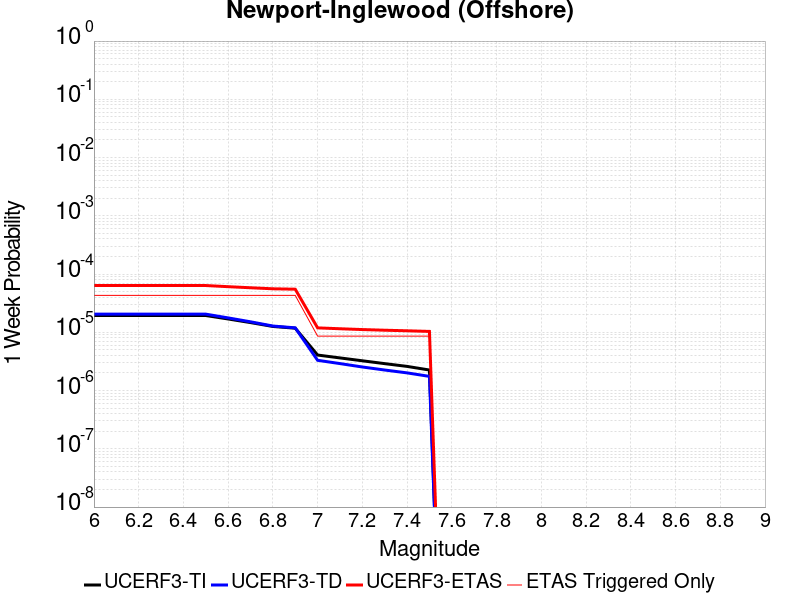 Newport-Inglewood (Offshore)
10^0
10^-1
10^-2
10^-3
10^-4
10^-5
10^-6
10^-7
10^-8
1 Week Probability
6 6.2 6.4 6.6 6.8 7 7.2 7.4 7.6 7.8 8 8.2 8.4 8.6 8.8 9
Magnitude
UCERF3-TI UCERF3-TD UCERF3-ETAS ETAS Triggered Only